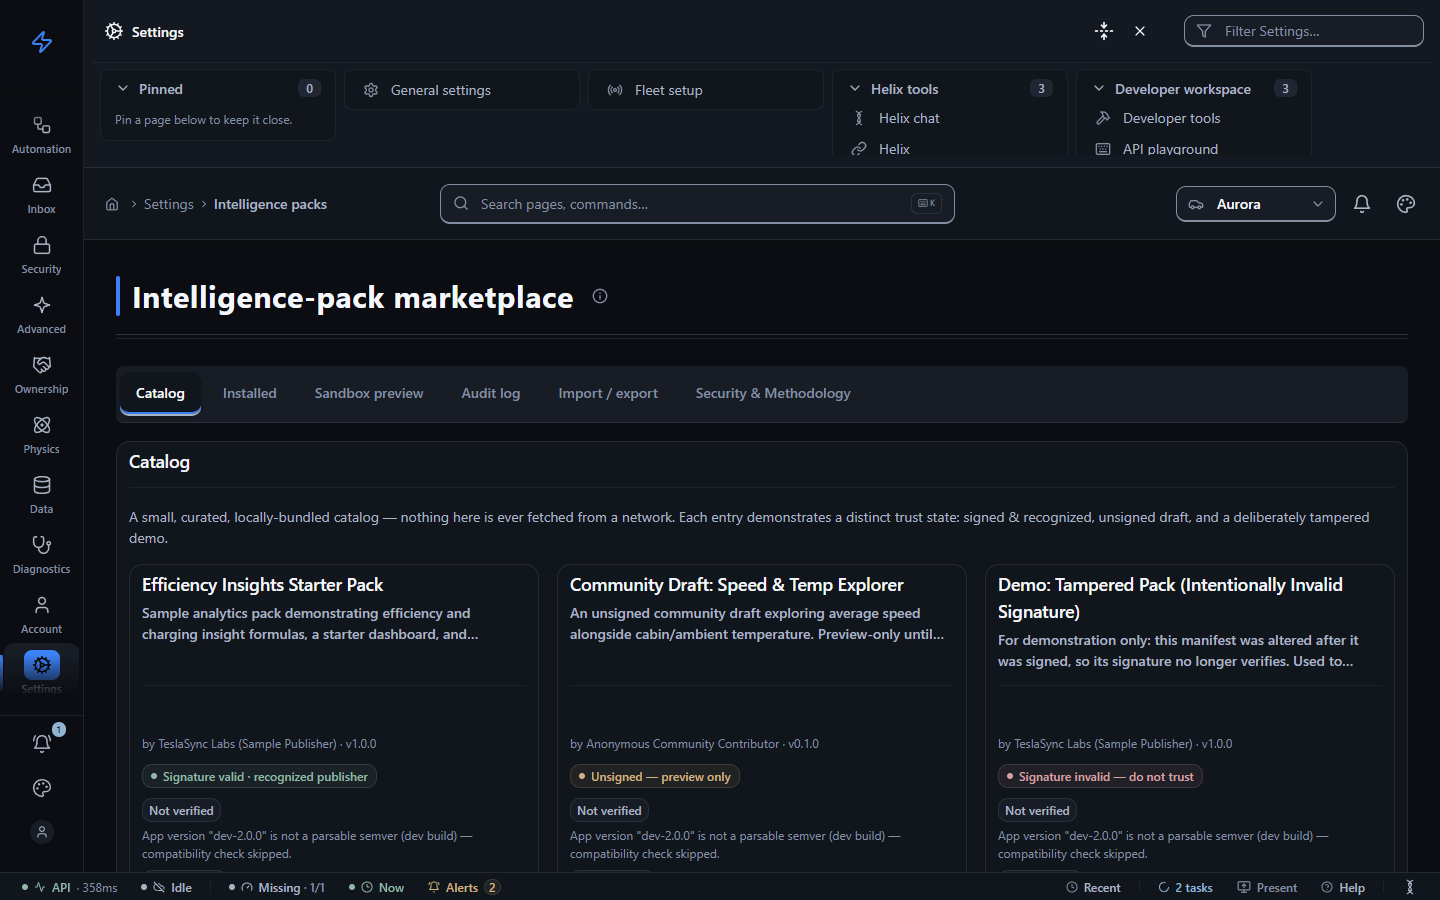 Settings
Filter Settings...
Pinned
0
Pin a page below to keep it close.
General settings
Fleet setup
Helix tools
3
Helix chat
Helix
Developer workspace
3
Developer tools
API playground
Automation
Inbox
Security
Advanced
Ownership
Physics
Data
Diagnostics
Account
Settings
1
Settings
Intelligence packs
Search pages, commands...
K
Aurora
Intelligence-pack marketplace
Catalog
Installed
Sandbox preview
Audit log
Import / export
Security & Methodology
Catalog
A small, curated, locally-bundled catalog — nothing here is ever fetched from a network. Each entry demonstrates a distinct trust state: signed & recognized, unsigned draft, and a deliberately tampered
demo.
Efficiency Insights Starter Pack
Sample analytics pack demonstrating efficiency and
charging insight formulas, a starter dashboard, and...
by TeslaSync Labs (Sample Publisher) · v1.0.0
Signature valid · recognized publisher
Not verified
App version "dev-2.0.0" is not a parsable semver (dev build) —
compatibility check skipped.
Community Draft: Speed & Temp Explorer
An unsigned community draft exploring average speed
alongside cabin/ambient temperature. Preview-only until...
by Anonymous Community Contributor · v0.1.0
Unsigned — preview only
Not verified
App version "dev-2.0.0" is not a parsable semver (dev build) —
compatibility check skipped.
Demo: Tampered Pack (Intentionally Invalid
Signature)
For demonstration only: this manifest was altered after it
was signed, so its signature no longer verifies. Used to...
by TeslaSync Labs (Sample Publisher) · v1.0.0
Signature invalid — do not trust
Not verified
App version "dev-2.0.0" is not a parsable semver (dev build) —
compatibility check skipped.
API · 358ms
Idle
Missing · 1/1
Now
Alerts 2
Recent
2 tasks
Present
Help